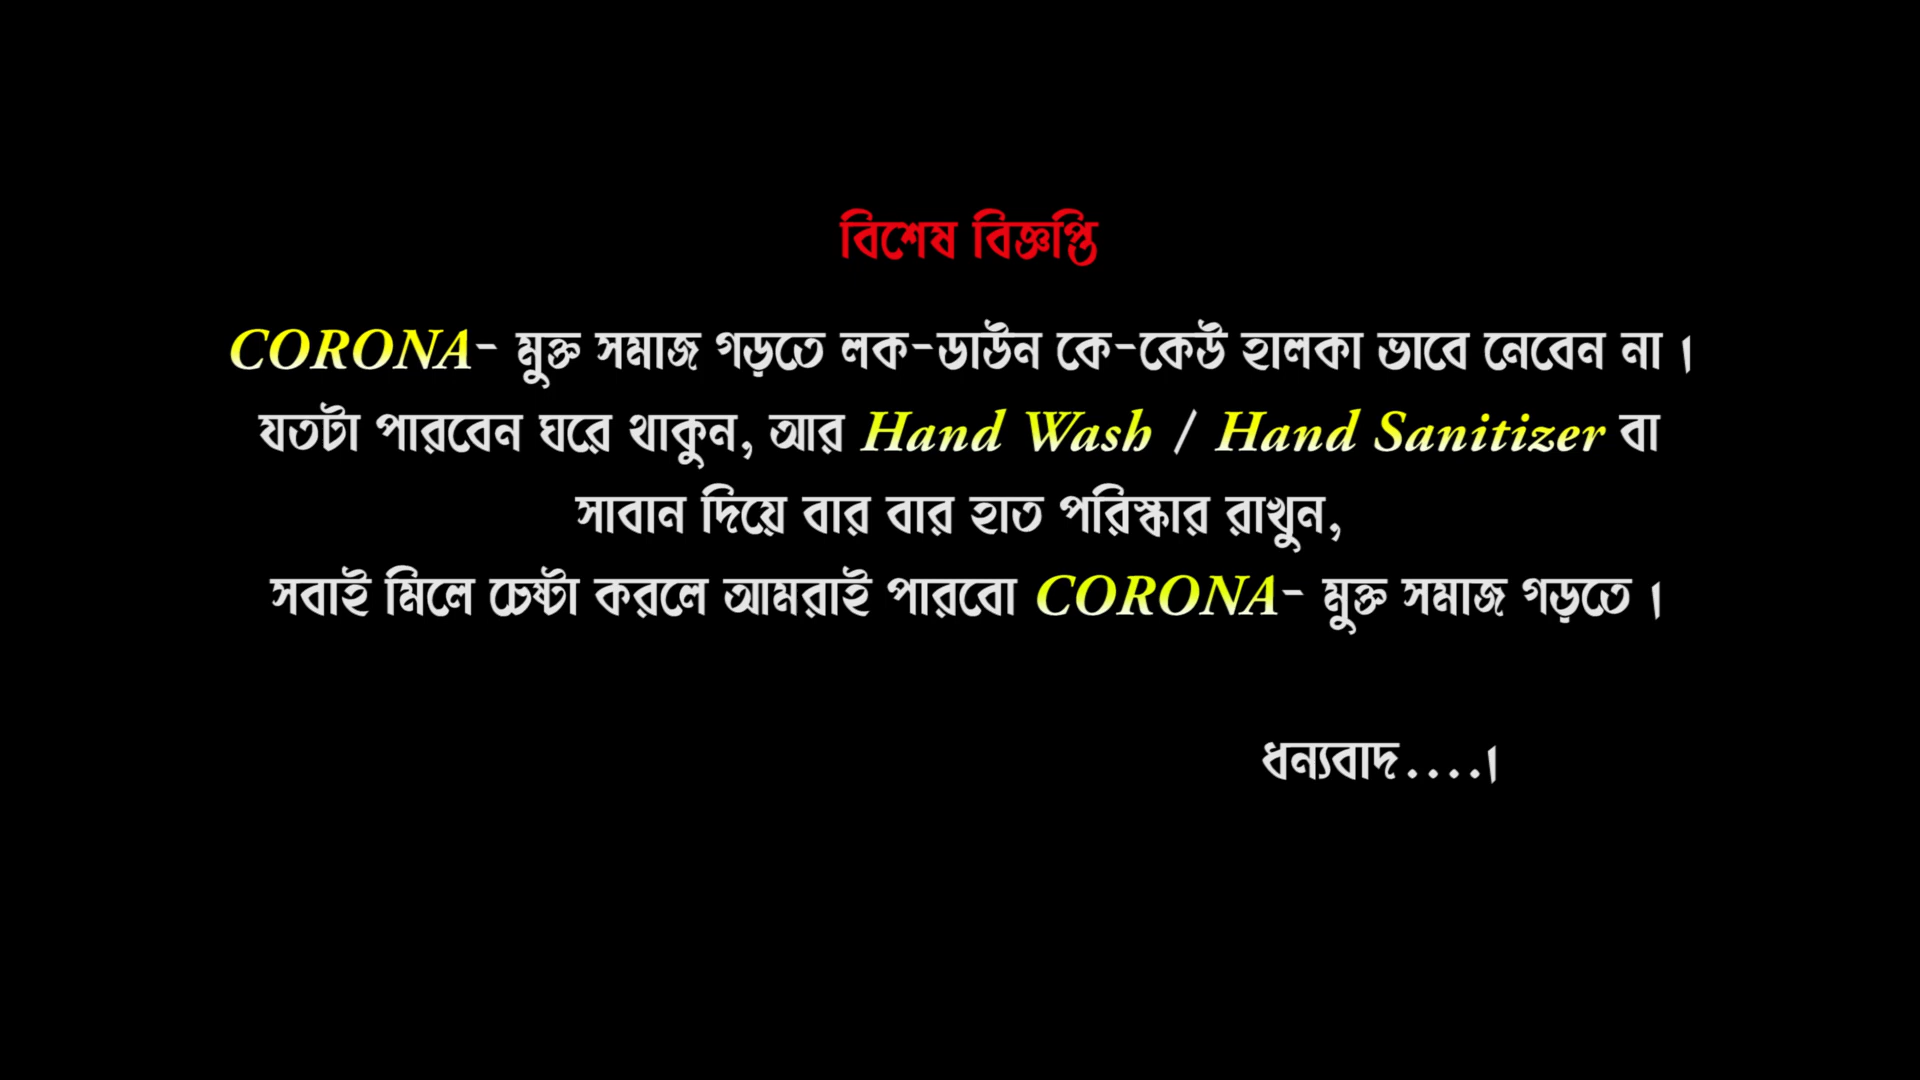 বিশেষ বিজ্ঞপ্তি
CORONA- মুক্ত সমাজ গড়তে লক-ডাউন কে-কেউ হালকা ভাবে নেবেন না।
যতটা পারবেন ঘরে থাকুন, আর Hand Wash / Hand Sanitizer বা
সাবান দিয়ে বার বার হাত পরিস্কার রাখুন,
সবাই মিলে চেষ্টা করলে আমরাই পারবো CORONA- মুক্ত সমাজ গড়তে।
ধন্যবাদ....।